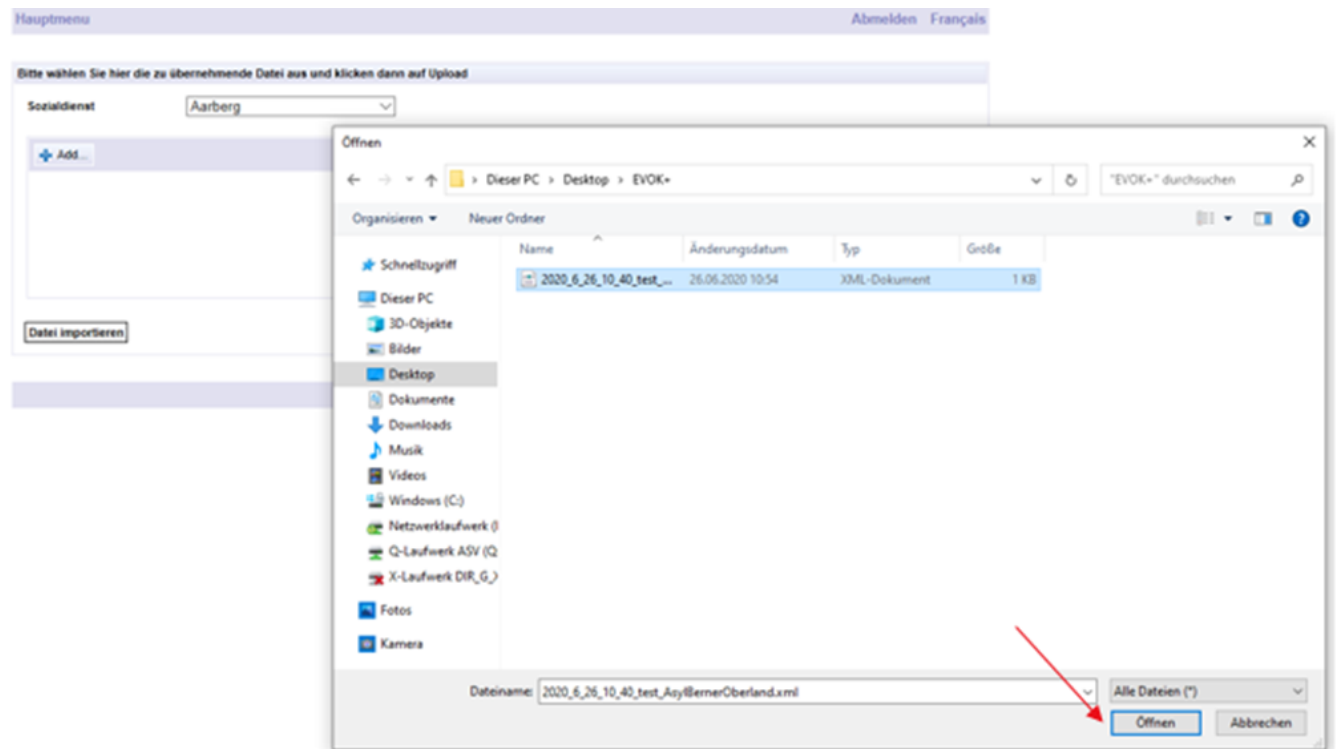 Hauptmenu Abmelden Français
Bitte wählen Sie hier die zu übernehmende Datei aus und klicken dann auf Upload
Sozialdienst Aarberg
Add...
Datei importieren
Öffnen
Dieser PC > Desktop > EVOK+
"EVOK+" durchsuchen
Organisieren Neuer Ordner
Name Änderungsdatum Typ Größe
2020_6_26_10_40_test_... 26.06.2020 10:54 XML-Dokument 1 KB
Schnellzugriff
Dieser PC
3D-Objekte
Bilder
Desktop
Dokumente
Downloads
Musik
Videos
Windows (C:)
Netzwerklaufwerk (
Q-Laufwerk ASV (Q
X-Laufwerk DIR_G_
Fotos
Kamera
Dateiname: 2020_6_26_10_40_test_AsylBernerOberland.xml
Alle Dateien (*)
Öffnen Abbrechen